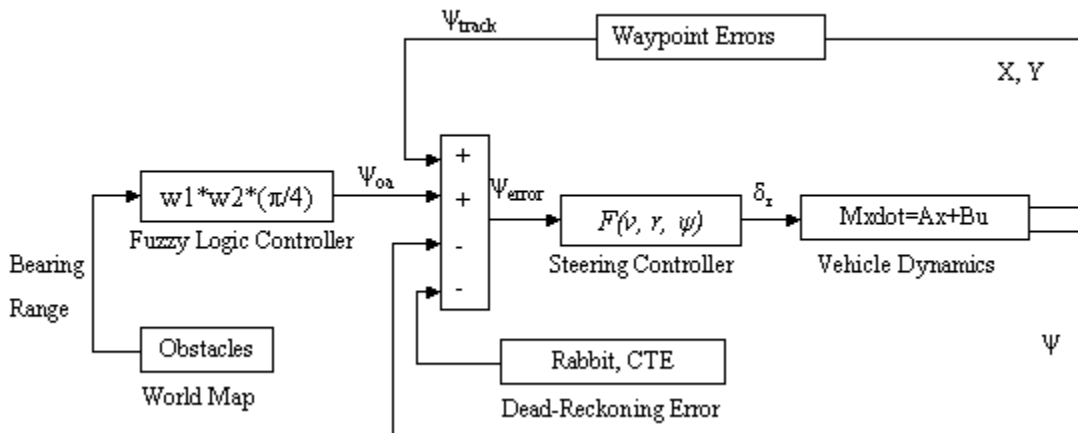 Ψtrack
Waypoint Errors
X, Y
+
+
-
-
Ψoa
Ψerror
δr
w1*w2*(π/4)
Fuzzy Logic Controller
F(v, r, ψ)
Steering Controller
Mxdot=Ax+Bu
Vehicle Dynamics
Bearing
Range
Obstacles
World Map
Rabbit, CTE
Dead-Reckoning Error
Ψ